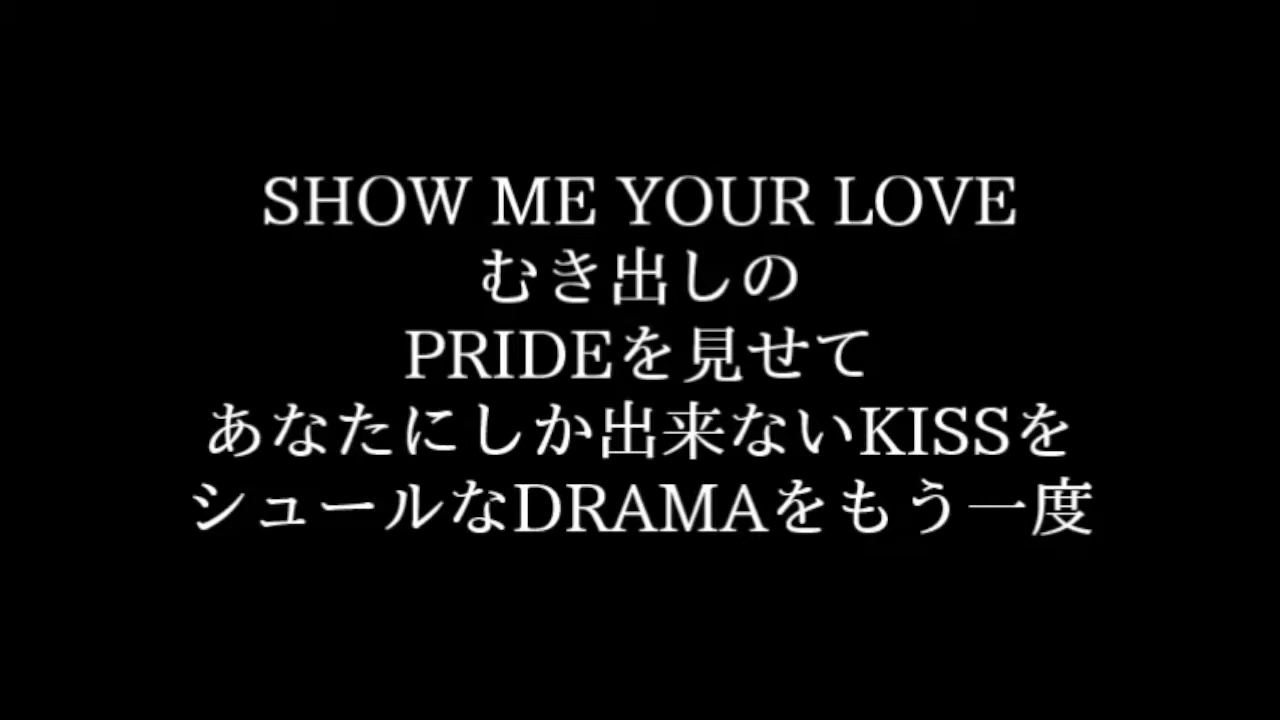 SHOW ME YOUR LOVE
むき出しの
PRIDEを見せて
あなたにしか出来ないKISSを
シュールなDRAMAをもう一度